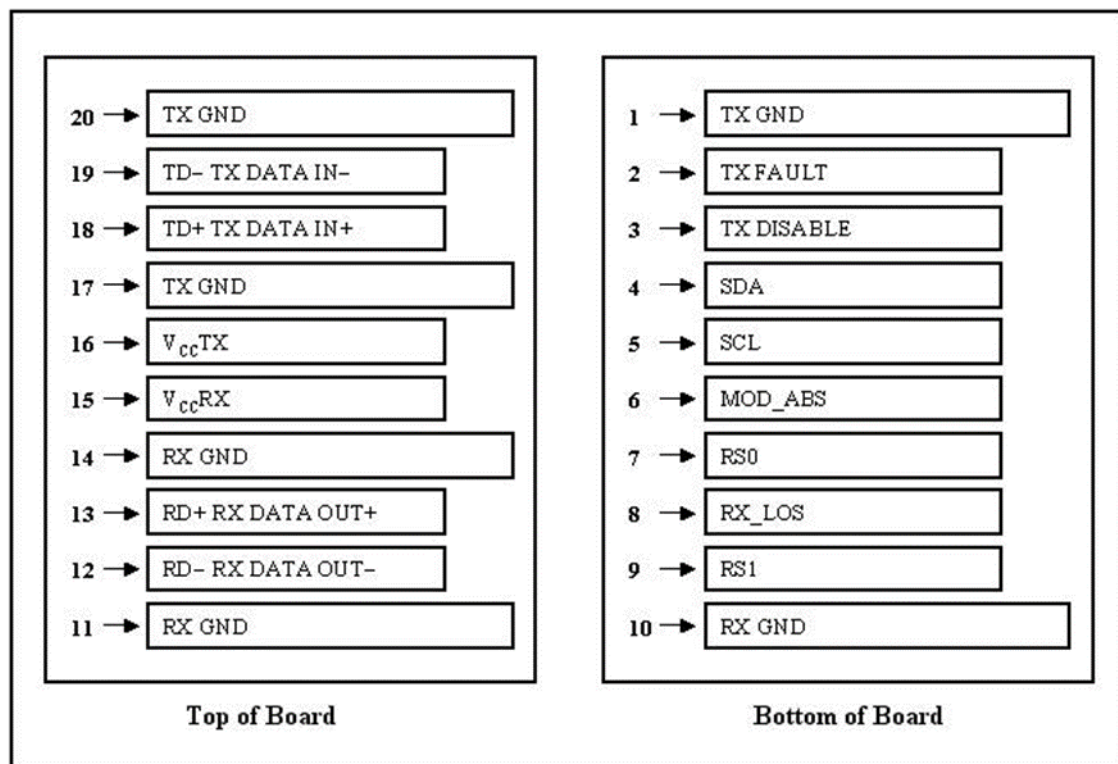 20 TX GND
19 TD– TX DATA IN–
18 TD+ TX DATA IN+
17 TX GND
16 VCCTX
15 VCCRX
14 RX GND
13 RD+ RX DATA OUT+
12 RD– RX DATA OUT–
11 RX GND
Top of Board
1 TX GND
2 TX FAULT
3 TX DISABLE
4 SDA
5 SCL
6 MOD_ABS
7 RS0
8 RX_LOS
9 RS1
10 RX GND
Bottom of Board